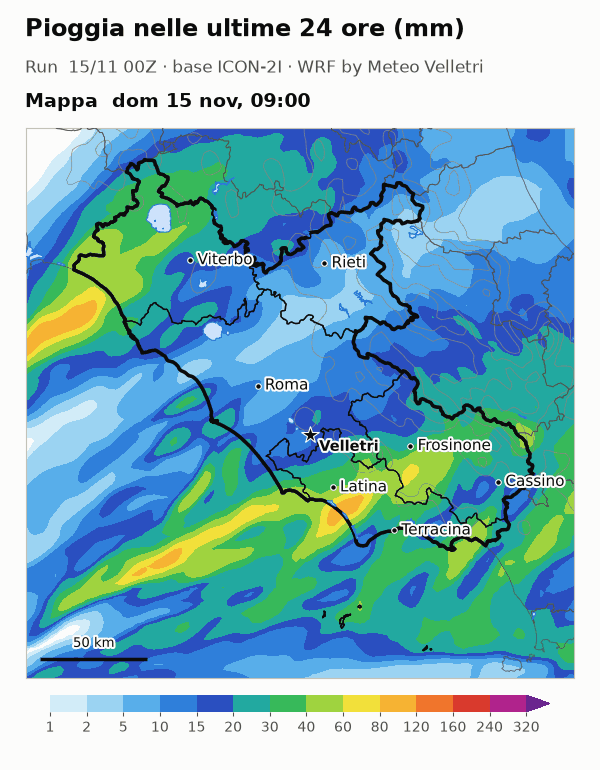 Pioggia nelle ultime 24 ore (mm)
Run 15/11 00Z · base ICON-2I · WRF by Meteo Velletri
Mappa dom 15 nov, 09:00
Viterbo
Rieti
Roma
Velletri
Frosinone
Latina
Cassino
Terracina
50 km
1 2 5 10 15 20 30 40 60 80 120 160 240 320